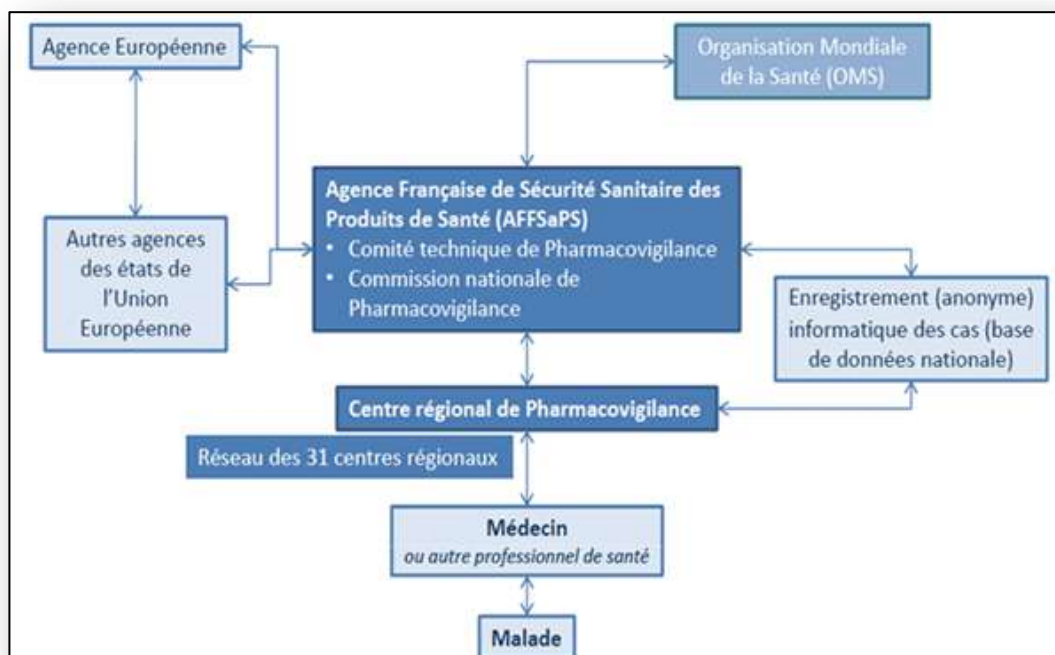 Agence Européenne
Organisation Mondiale
de la Santé (OMS)
Agence Française de Sécurité Sanitaire des
Produits de Santé (AFFSaPS)
• Comité technique de Pharmacovigilance
• Commission nationale de
Pharmacovigilance
Autres agences
des états de
l'Union
Européenne
Enregistrement (anonyme)
informatique des cas (base
de données nationale)
Centre régional de Pharmacovigilance
Réseau des 31 centres régionaux
Médecin
ou autre professionnel de santé
Malade